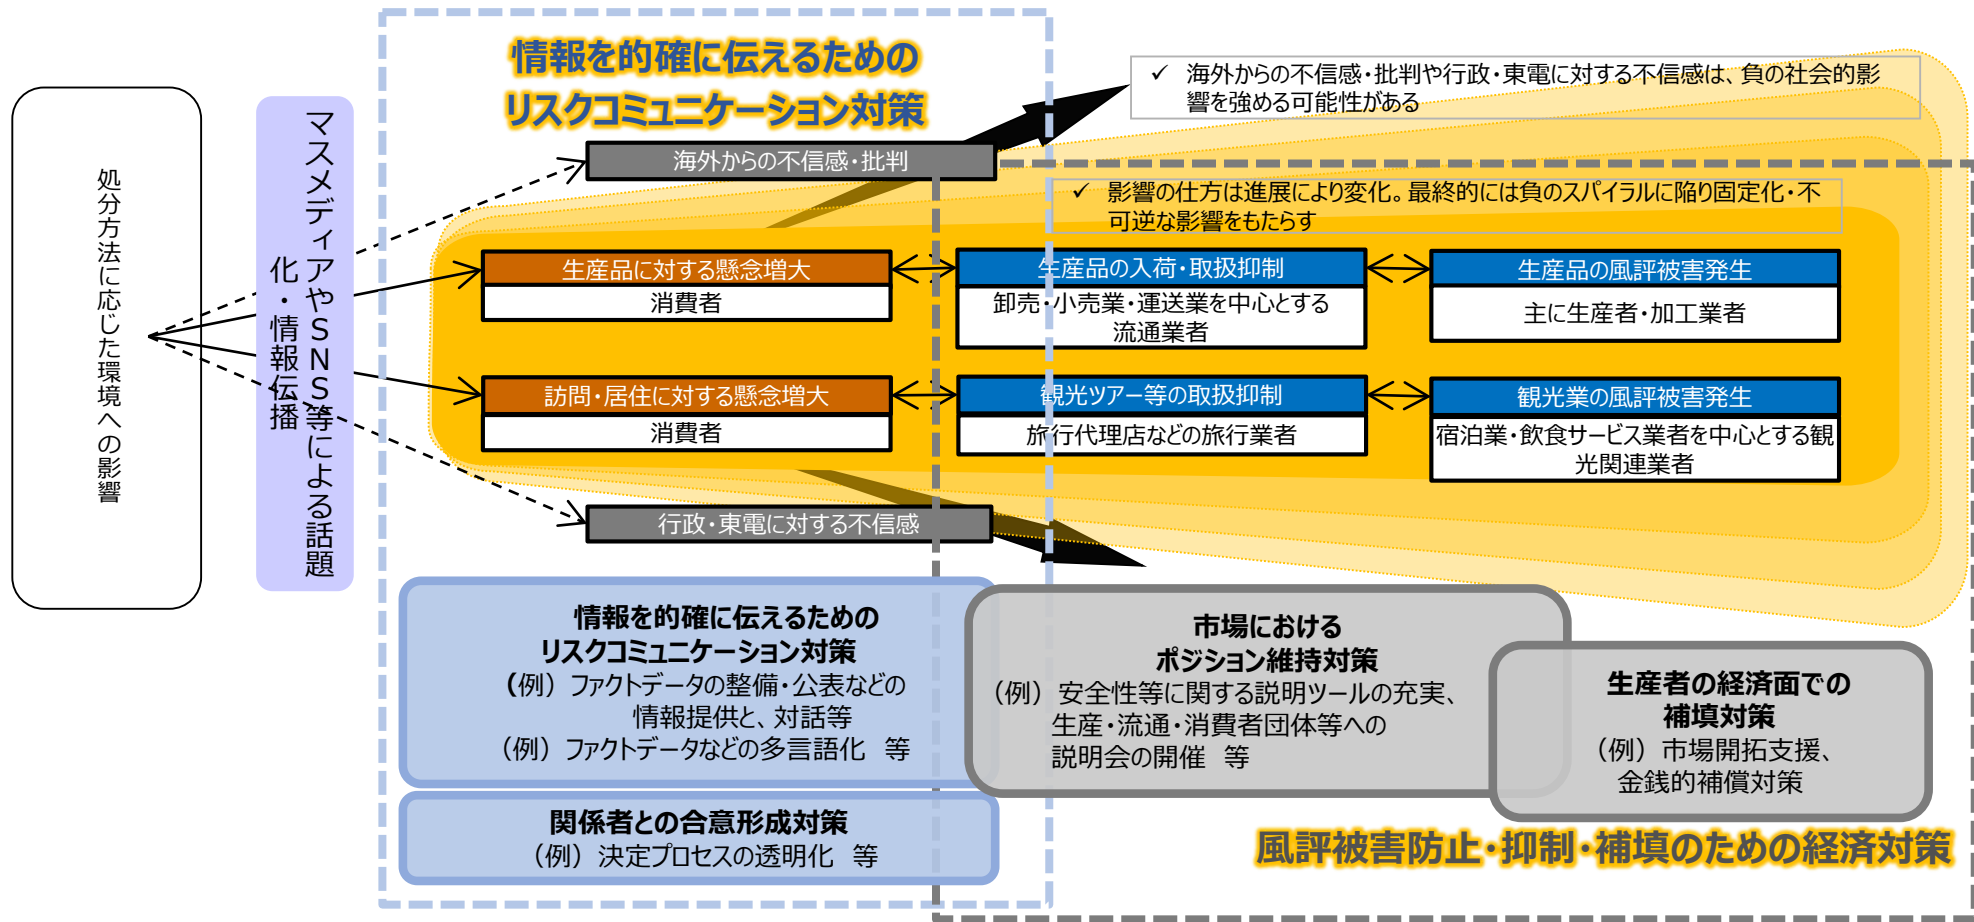 処分方法に応じた環境への影響
マスメディアやSNS等による話題
化・情報伝播
情報を的確に伝えるための
リスクコミュニケーション対策
✓ 海外からの不信感・批判や行政・東電に対する不信感は、負の社会的影
響を強める可能性がある
海外からの不信感・批判
✓ 影響の仕方は進展により変化。最終的には負のスパイラルに陥り固定化・不
可逆な影響をもたらす
生産品に対する懸念増大
消費者
生産品の入荷・取扱抑制
卸売・小売業・運送業を中心とする
流通業者
生産品の風評被害発生
主に生産者・加工業者
訪問・居住に対する懸念増大
消費者
観光ツアー等の取扱抑制
旅行代理店などの旅行業者
観光業の風評被害発生
宿泊業・飲食サービス業者を中心とする観
光関連業者
行政・東電に対する不信感
情報を的確に伝えるための
リスクコミュニケーション対策
（例）ファクトデータの整備・公表などの
情報提供と、対話等
（例）ファクトデータなどの多言語化　等
関係者との合意形成対策
（例）決定プロセスの透明化　等
市場における
ポジション維持対策
（例）安全性等に関する説明ツールの充実、
生産・流通・消費者団体等への
説明会の開催　等
生産者の経済面での
補填対策
（例）市場開拓支援、
金銭的補償対策
風評被害防止・抑制・補填のための経済対策